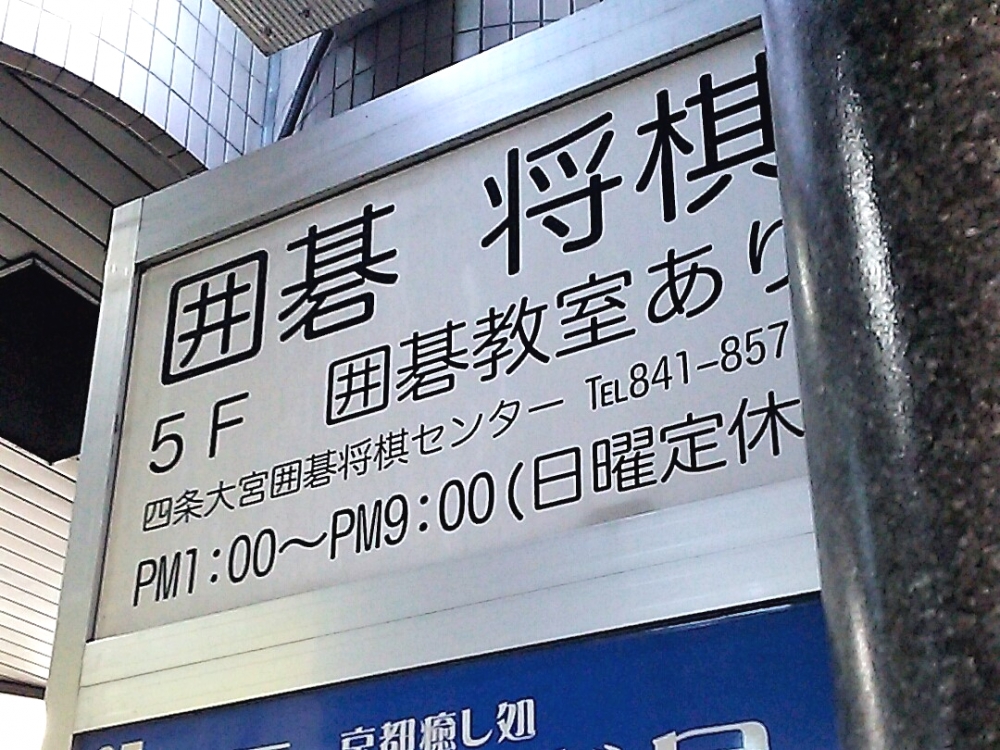 囲碁 将棋
5F 囲碁教室あり
四条大宮囲碁将棋センター TEL841-857
PM1:00～PM9:00(日曜定休
京都癒し処